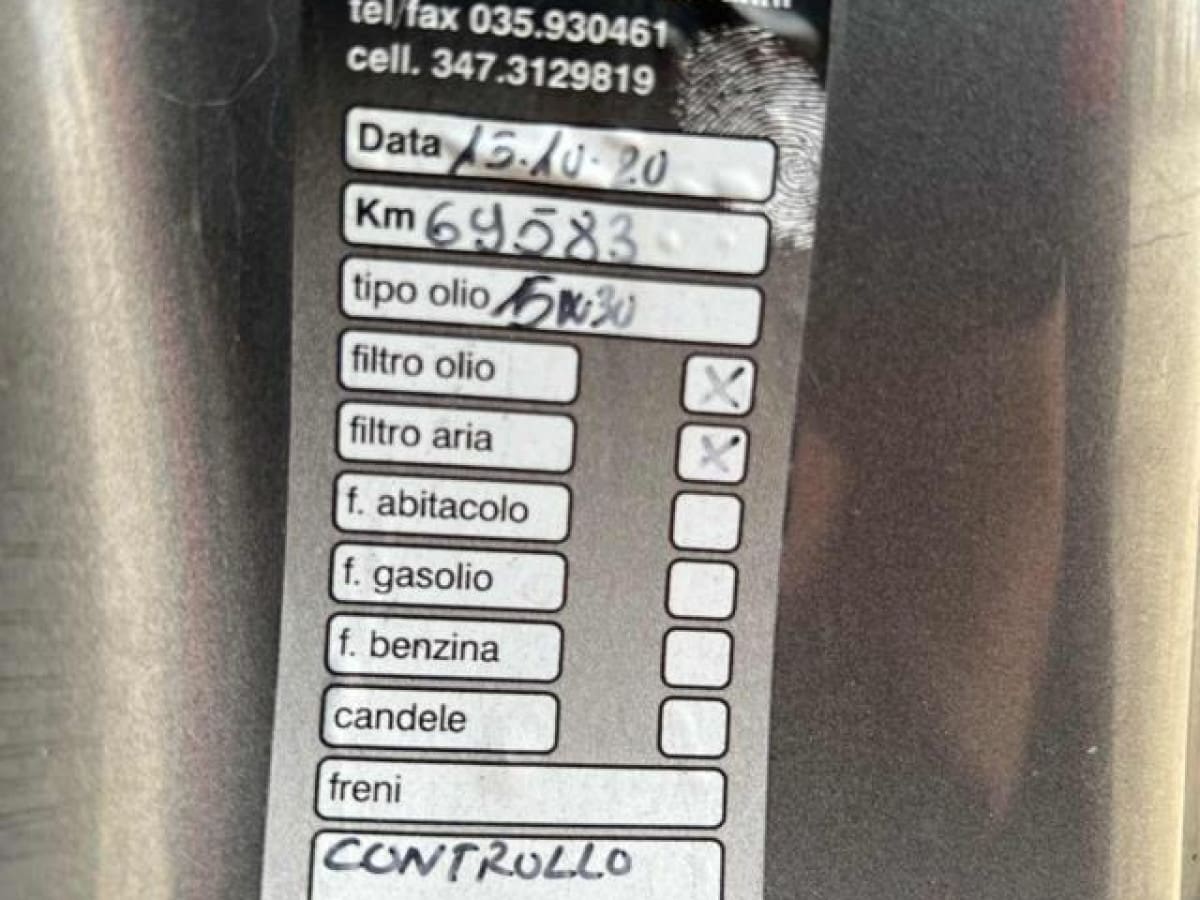 tel/fax 035.930461
cell. 347.3129819
Data 15.10.20
Km 69583
tipo olio 5W30
filtro olio X
filtro aria X
f. abitacolo
f. gasolio
f. benzina
candele
freni
CONTROLLO